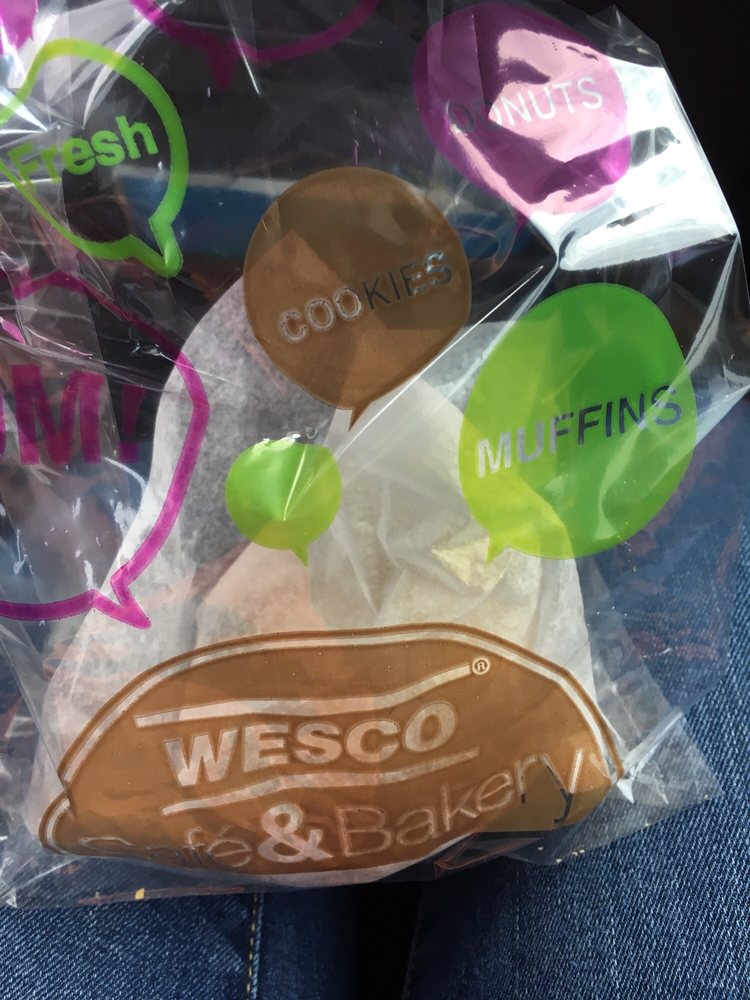 DONUTS
Fresh
COOKIES
MUFFINS
WESCO®
Café & Bakery